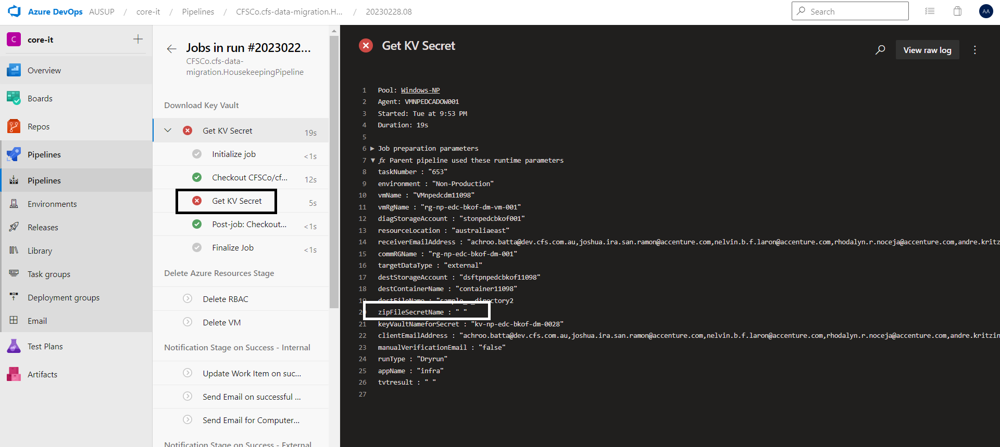 Azure DevOps AUSUP / core-it / Pipelines / CFSCo.cfs-data-migration.H... / 20230228.08
Search
AA
C core-it
Overview
Boards
Repos
Pipelines
Pipelines
Environments
Releases
Library
Task groups
Deployment groups
Email
Test Plans
Artifacts
Jobs in run #2023022...
CFSCo.cfs-data-
migration.HousekeepingPipeline
Download Key Vault
Get KV Secret 19s
Initialize job <1s
Checkout CFSCo/cf... 12s
Get KV Secret 5s
Post-job: Checkout... <1s
Finalize Job <1s
Delete Azure Resources Stage
Delete RBAC
Delete VM
Notification Stage on Success - Internal
Update Work Item on suc...
Send Email on successful ...
Send Email for Computer...
Notification Stage on Success - External
Get KV Secret
View raw log
1 Pool: Windows-NP
2 Agent: VMNPEDCADOW001
3 Started: Tue at 9:53 PM
4 Duration: 19s
5
6 Job preparation parameters
7 fx Parent pipeline used these runtime parameters
8 taskNumber : "653"
9 environment : "Non-Production"
10 vmName : "VMnpedcdm11098"
11 vmRgName : "rg-np-edc-bkof-dm-vm-001"
12 diagStorageAccount : "stonpedcbkof001"
13 resourceLocation : "australiaeast"
14 receiverEmailAddress : "achroo.batta@dev.cfs.com.au,joshua.ira.san.ramon@accenture.com,nelvin.b.f.laron@accenture.com,rhodalyn.r.noceja@accenture.com,andre.kritz
15 commRGName : "rg-np-edc-bkof-dm-001"
16 targetDataType : "external"
17 destStorageAccount : "dsftpnpedcbkof11098"
18 destContainerName : "container11098"
19 destFileName : "sample_ _directory2
20 zipFileSecretName : " "
21 keyVaultNameforSecret : "kv-np-edc-bkof-dm-0028"
22 clientEmailAddress : "achroo.batta@dev.cfs.com.au,joshua.ira.san.ramon@accenture.com,nelvin.b.f.laron@accenture.com,rhodalyn.r.noceja@accenture.com,andre.kritzin
23 manualVerificationEmail : "false"
24 runType : "Dryrun"
25 appName : "infra"
26 tvtresult : " "
27